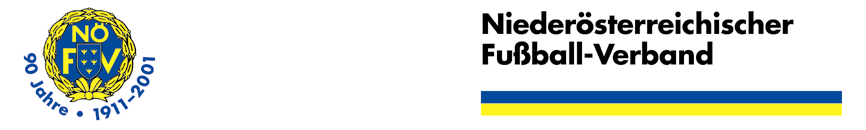 NÖ
FV
90 Jahre • 1911-2001
Niederösterreichischer
Fußball-Verband